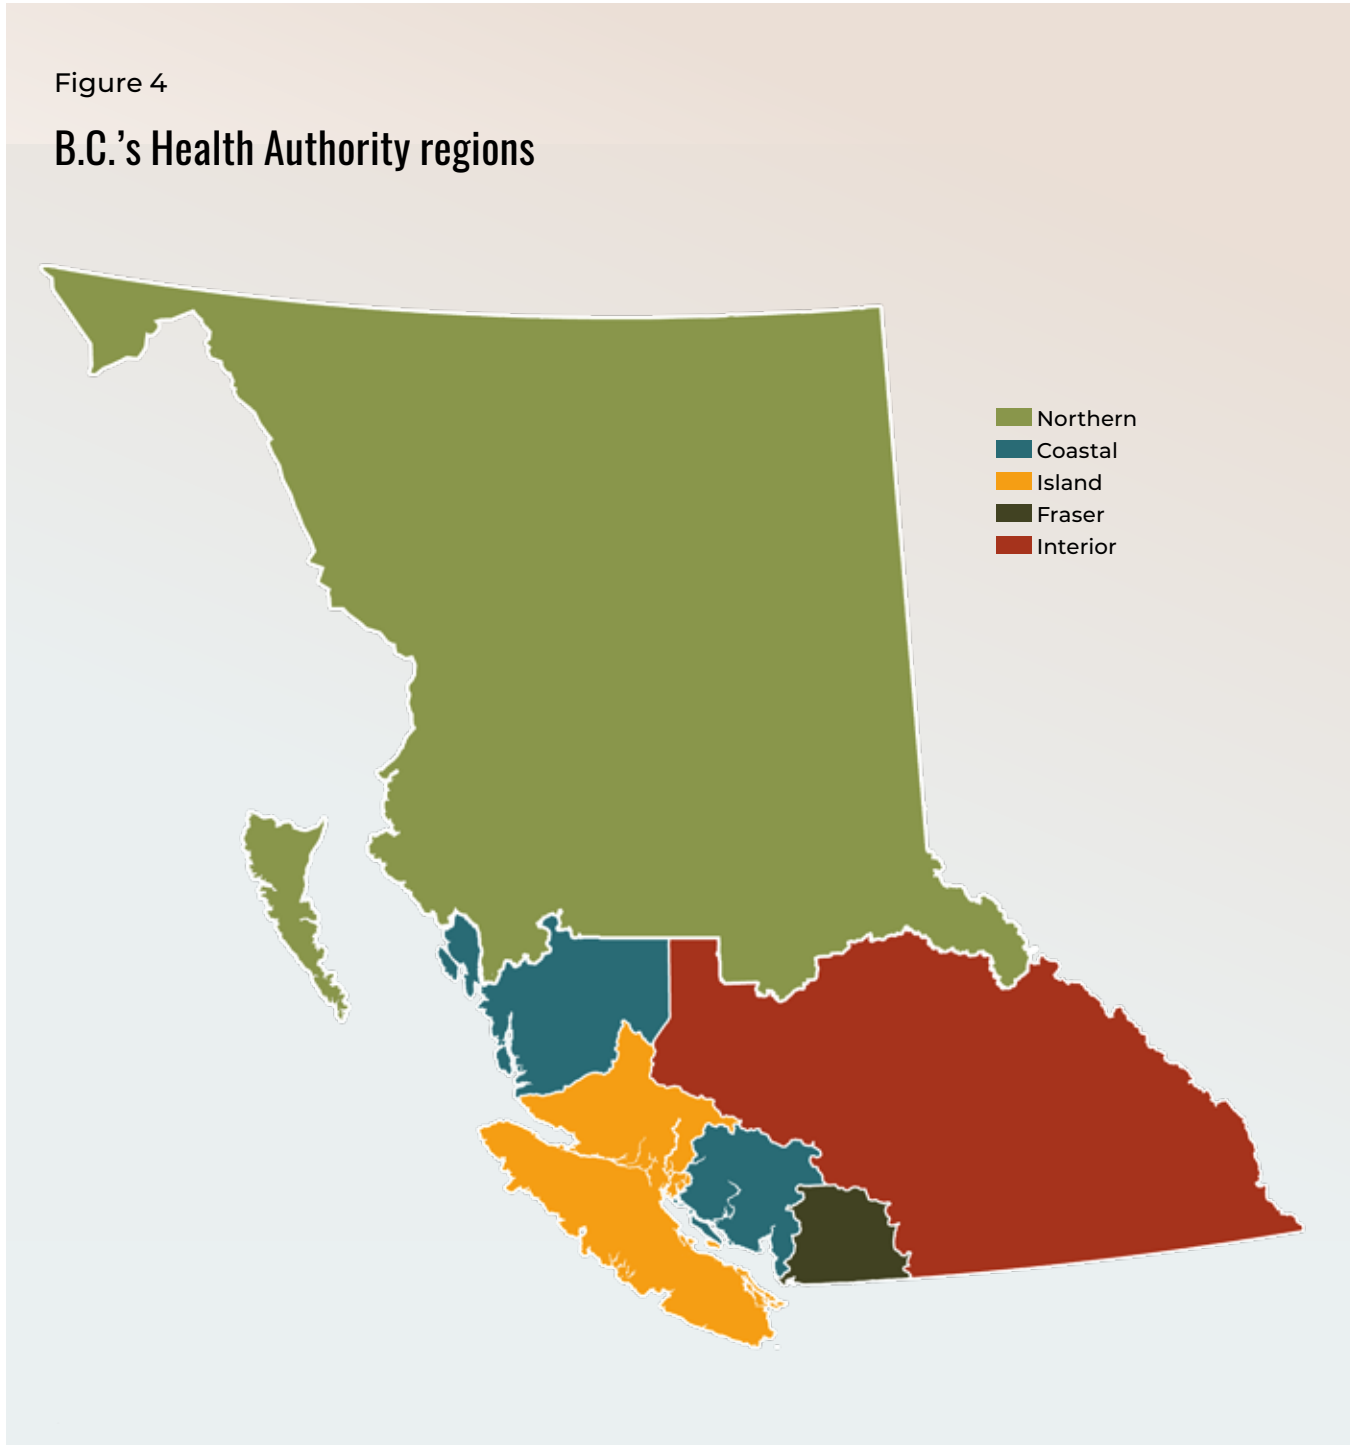 Figure 4
B.C.’s Health Authority regions
Northern
Coastal
Island
Fraser
Interior